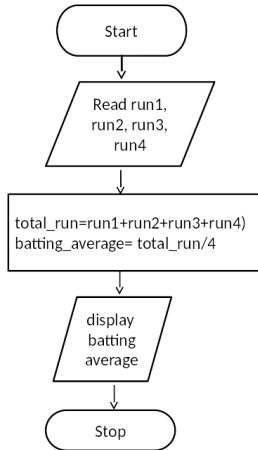 Start
Read run1,
run2, run3,
run4
total_run=run1+run2+run3+run4)
batting_average= total_run/4
display
batting
average
Stop